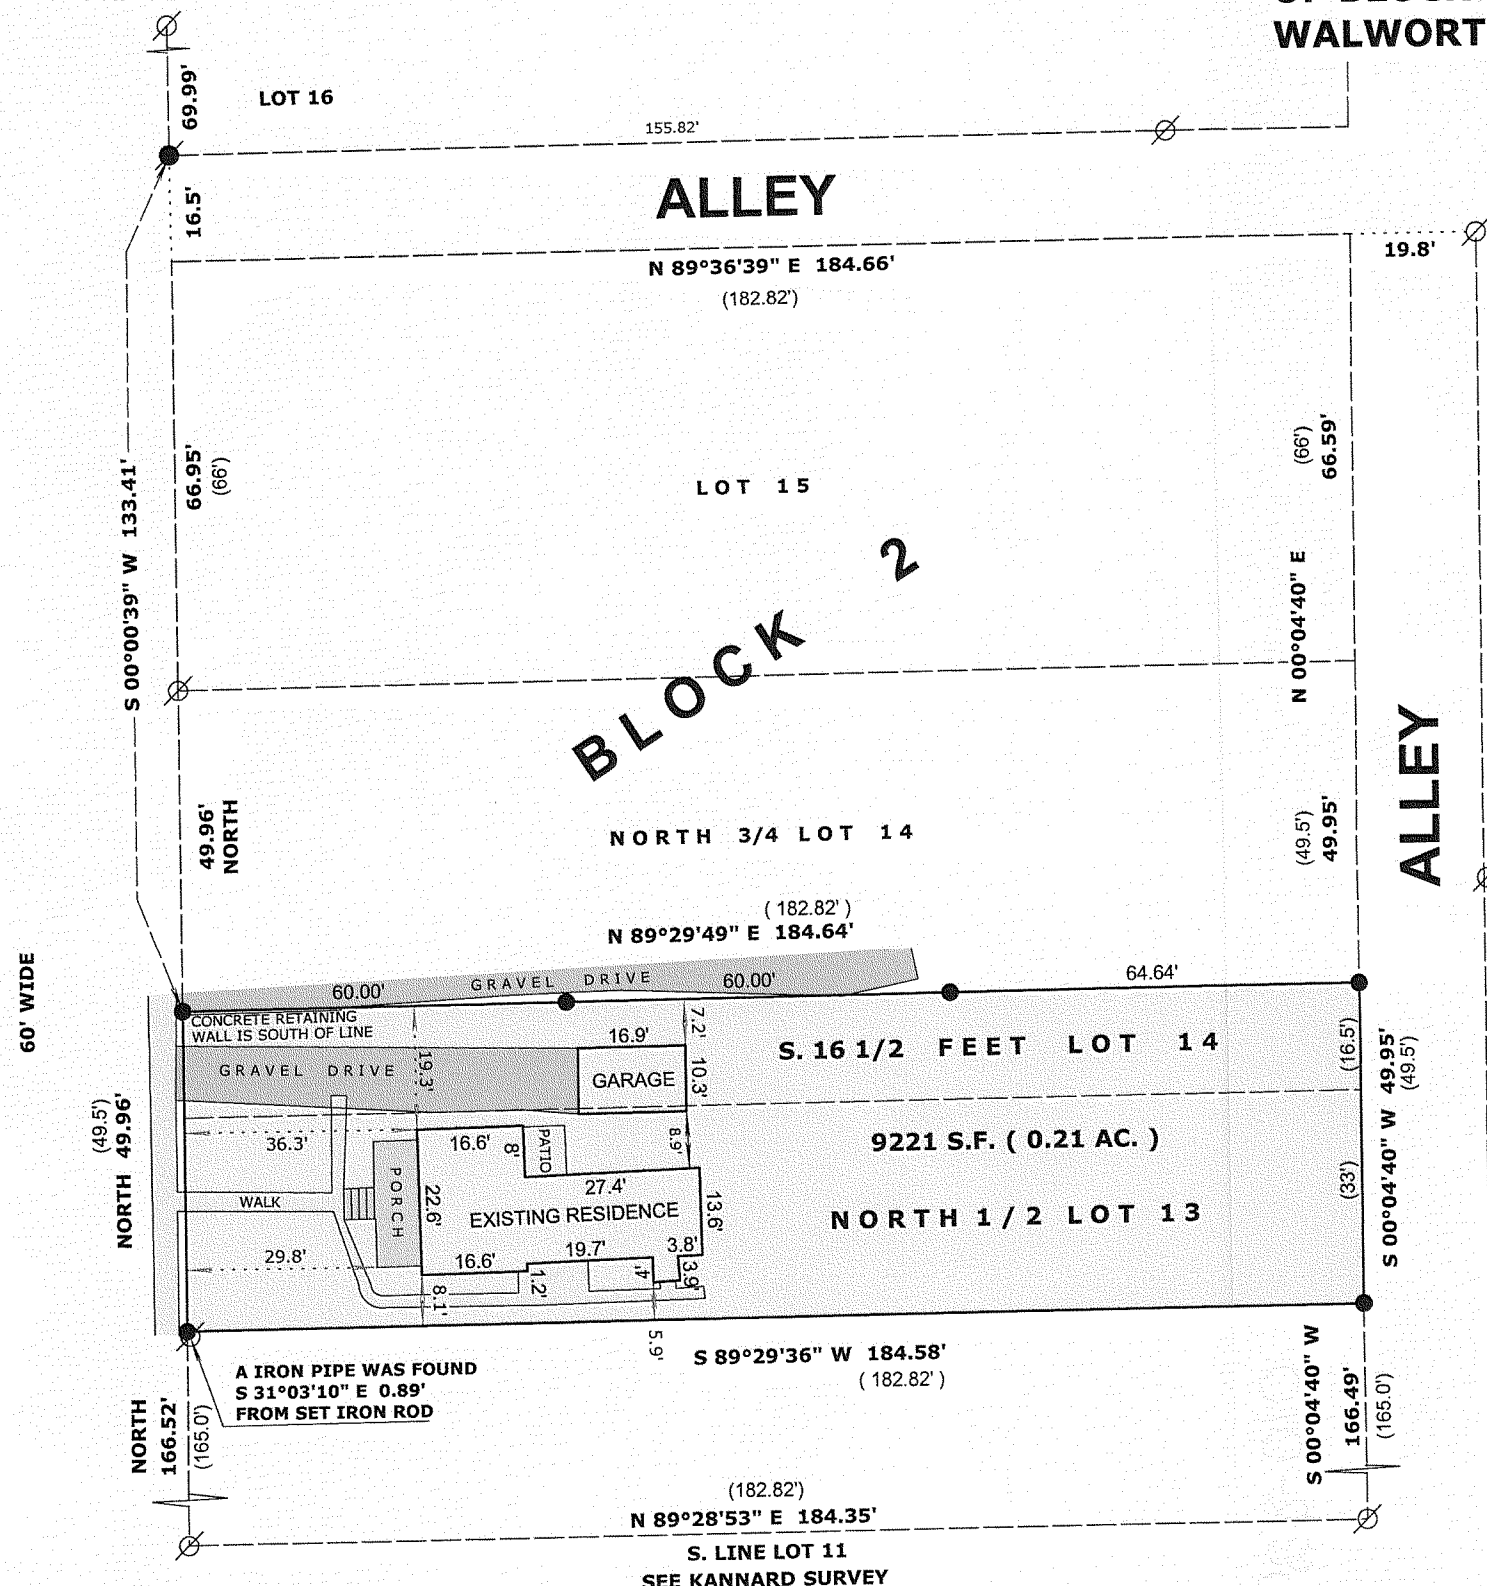 WALWORT
69.99'
LOT 16
155.82'
16.5'
ALLEY
19.8'
N 89°36'39" E 184.66'
(182.82')
66.95'
(66')
(66')
66.59'
S 00°00'39" W 133.41'
LOT 15
BLOCK 2
N 00°04'40" E
ALLEY
49.96'
NORTH
NORTH 3/4 LOT 14
(49.5')
49.95'
( 182.82' )
N 89°29'49" E 184.64'
60' WIDE
60.00'
GRAVEL DRIVE
60.00'
64.64'
CONCRETE RETAINING
WALL IS SOUTH OF LINE
16.9'
7.2'
S. 16 1/2 FEET LOT 14
(16.5')
GRAVEL DRIVE
19.3'
GARAGE
10.3'
S 00°04'40" W 49.95'
(49.5')
(49.5')
NORTH 49.96'
36.3'
16.6'
8'
PATIO
8.9'
9221 S.F. ( 0.21 AC. )
(33')
WALK
PORCH
22.6'
27.4'
EXISTING RESIDENCE
13.6'
NORTH 1/2 LOT 13
29.8'
16.6'
19.7'
3.8'
8.1'
1.2'
4'
3.9'
5.9'
S 89°29'36" W 184.58'
( 182.82' )
A IRON PIPE WAS FOUND
S 31°03'10" E 0.89'
FROM SET IRON ROD
NORTH
166.52'
(165.0')
S 00°04'40" W
166.49'
(165.0')
(182.82')
N 89°28'53" E 184.35'
S. LINE LOT 11
SEE KANNARD SURVEY